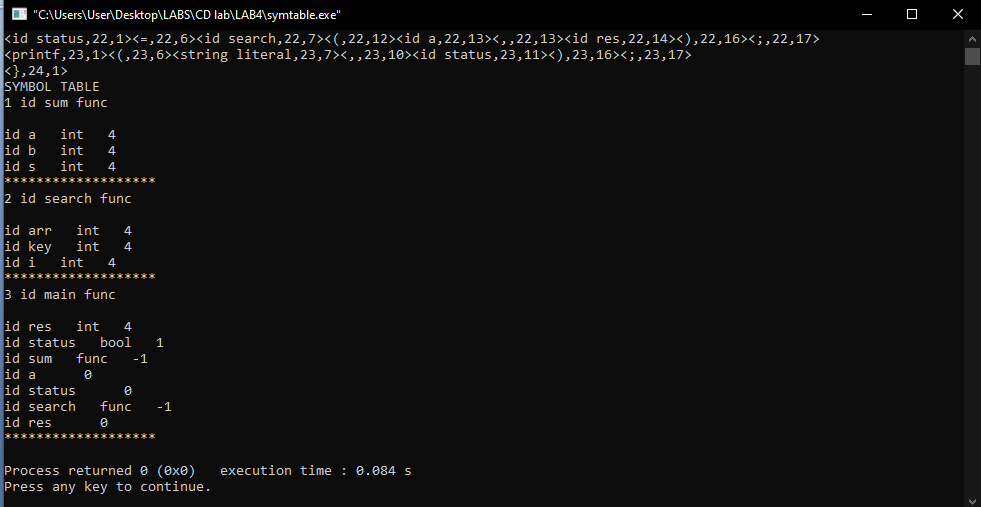 "C:\Users\User\Desktop\LABS\CD lab\LAB4\symtable.exe"
<id status,22,1><=,22,6><id search,22,7><(,22,12><id a,22,13><,,22,13><id res,22,14><),22,16><;,22,17>
<printf,23,1><(,23,6><string literal,23,7><,,23,10><id status,23,11><),23,16><;,23,17>
<},24,1>
SYMBOL TABLE
1 id sum func
id a   int   4
id b   int   4
id s   int   4
*******************
2 id search func
id arr   int   4
id key   int   4
id i   int   4
*******************
3 id main func
id res   int   4
id status   bool   1
id sum   func   -1
id a      0
id status      0
id search   func   -1
id res      0
*******************
Process returned 0 (0x0)   execution time : 0.084 s
Press any key to continue.